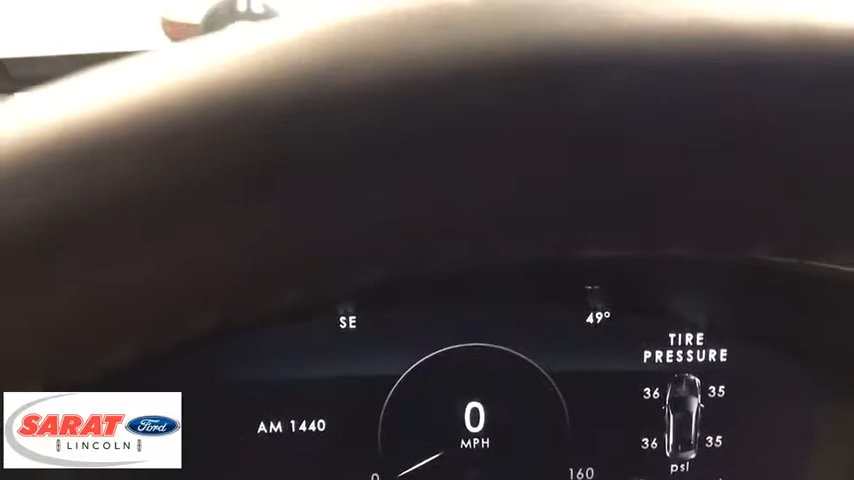 SE
49°
TIRE
PRESSURE
36 35
AM 1440
0
MPH
36 35
psi
0 160
SARAT
Ford
LINCOLN